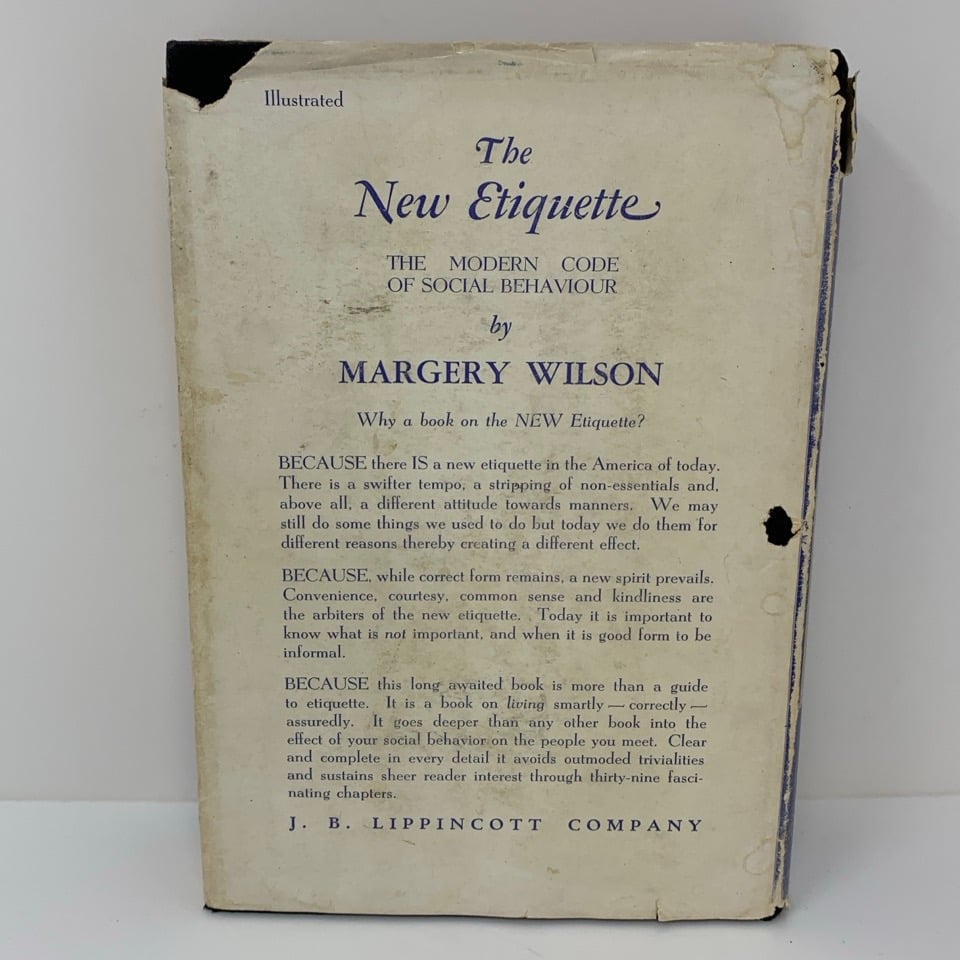 Illustrated
The
New Etiquette
THE MODERN CODE
OF SOCIAL BEHAVIOUR
by
MARGERY WILSON
Why a book on the NEW Etiquette?
BECAUSE there IS a new etiquette in the America of today.
There is a swifter tempo, a stripping of non-essentials and,
above all, a different attitude towards manners. We may
still do some things we used to do but today we do them for
different reasons thereby creating a different effect.
BECAUSE, while correct form remains, a new spirit prevails.
Convenience, courtesy, common sense and kindliness are
the arbiters of the new etiquette. Today it is important to
know what is not important, and when it is good form to be
informal.
BECAUSE this long awaited book is more than a guide
to etiquette. It is a book on living smartly — correctly —
assuredly. It goes deeper than any other book into the
effect of your social behavior on the people you meet. Clear
and complete in every detail it avoids outmoded trivialities
and sustains sheer reader interest through thirty-nine fasci-
nating chapters.
J. B. LIPPINCOTT COMPANY